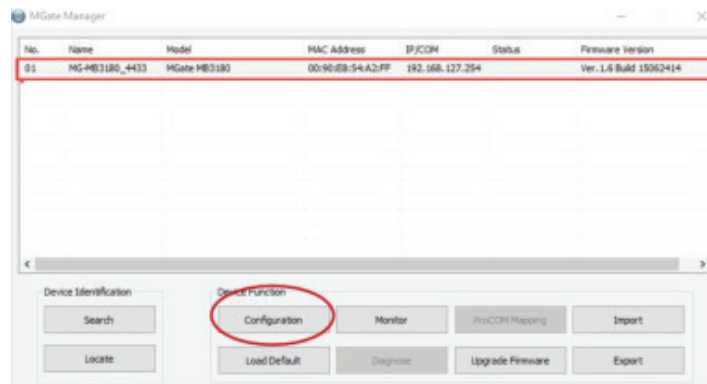 MGate Manager
No. Name Model MAC Address IP/COM Status Firmware Version
01 MG-MB3180_4433 MGate MB3180 00:90:E8:54:A2:FF 192.168.127.254 Ver.1.6 Build 15062414
Device Identification Device Function
Search Configuration Monitor ProCOM Mapping Import
Locate Load Default Diagnose Upgrade Firmware Export